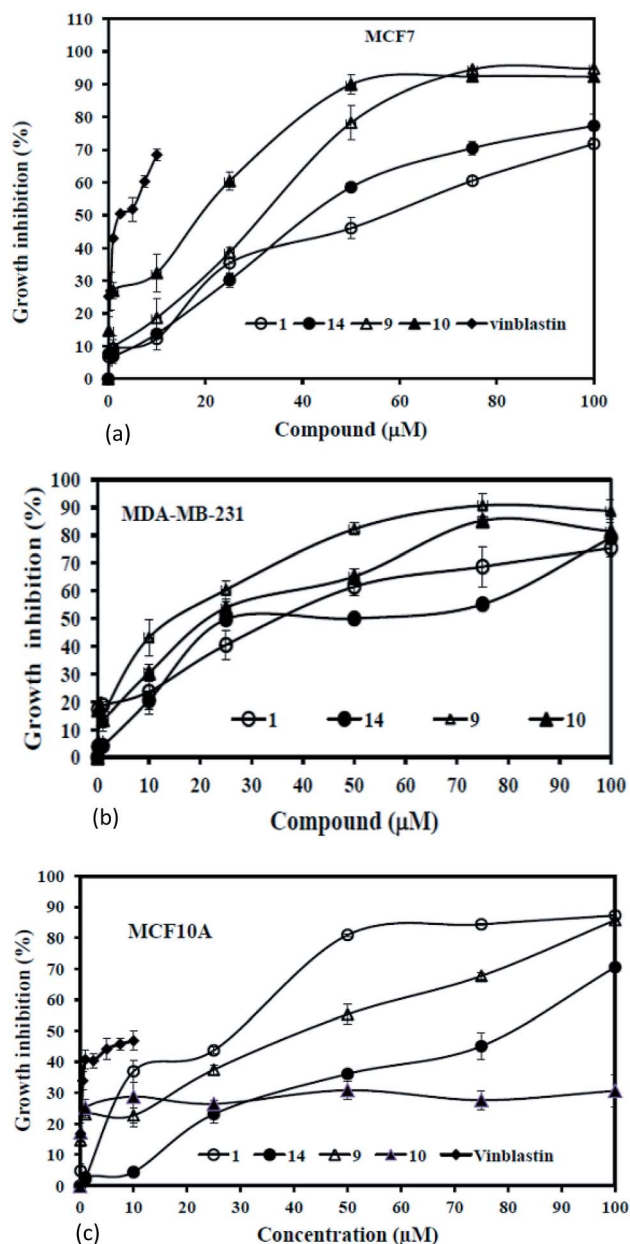 MCF7
Growth inhibition (%)
110
100
90
80
70
60
50
40
30
20
10
0
1 14 9 10 vinblastin
0 20 40 60 80 100
Compound (μM)
(a)
MDA-MB-231
Growth inhibition (%)
100
90
80
70
60
50
40
30
20
10
0
1 14 9 10
0 10 20 30 40 50 60 70 80 90 100
Compound (μM)
(b)
MCF10A
Growth inhibition (%)
100
90
80
70
60
50
40
30
20
10
0
1 14 9 10 Vinblastin
0 10 20 30 40 50 60 70 80 90 100
Concentration (μM)
(c)